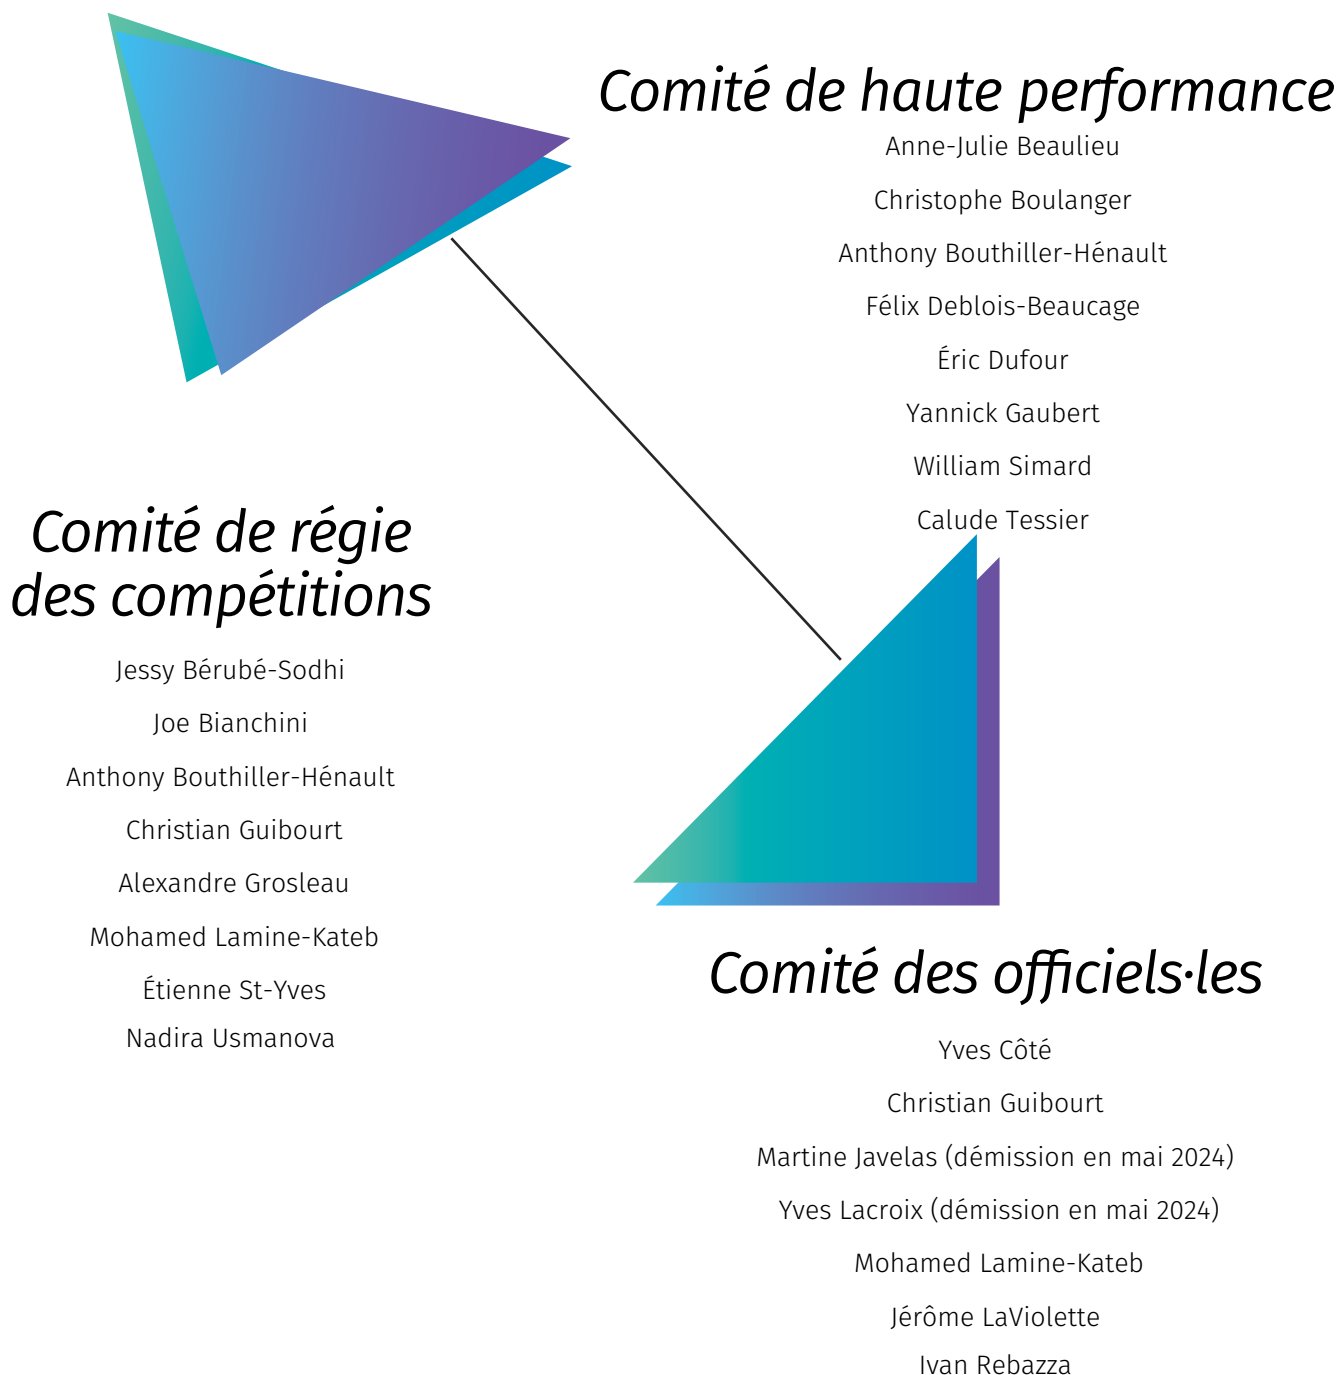 Comité de haute performance
Anne-Julie Beaulieu
Christophe Boulanger
Anthony Bouthiller-Hénault
Félix Deblois-Beaucage
Éric Dufour
Yannick Gaubert
William Simard
Calude Tessier
Comité de régie
des compétitions
Jessy Bérubé-Sodhi
Joe Bianchini
Anthony Bouthiller-Hénault
Christian Guibourt
Alexandre Grosleau
Mohamed Lamine-Kateb
Étienne St-Yves
Nadira Usmanova
Comité des officiels·les
Yves Côté
Christian Guibourt
Martine Javelas (démission en mai 2024)
Yves Lacroix (démission en mai 2024)
Mohamed Lamine-Kateb
Jérôme LaViolette
Ivan Rebazza